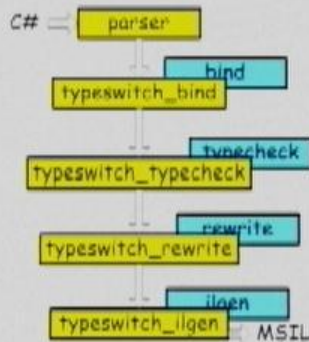 C# parser
bind
typeswitch_bind
typecheck
typeswitch_typecheck
rewrite
typeswitch_rewrite
ilgen
typeswitch_ilgen
MSIL